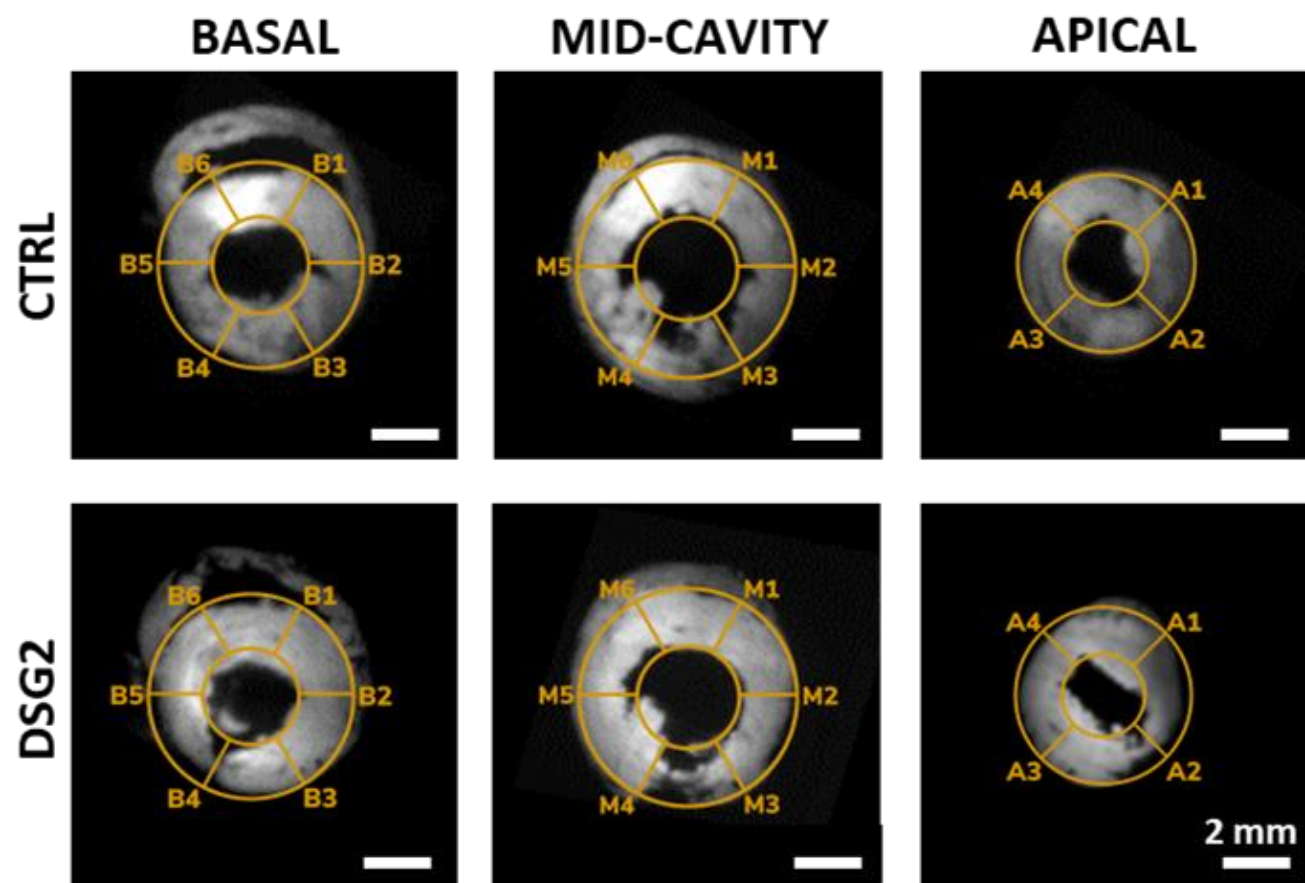 BASAL
MID-CAVITY
APICAL
CTRL
B6
B1
B5
B2
B4
B3
M6
M1
M5
M2
M4
M3
A4
A1
A3
A2
DSG2
B6
B1
B5
B2
B4
B3
M6
M1
M5
M2
M4
M3
A4
A1
A3
A2
2 mm